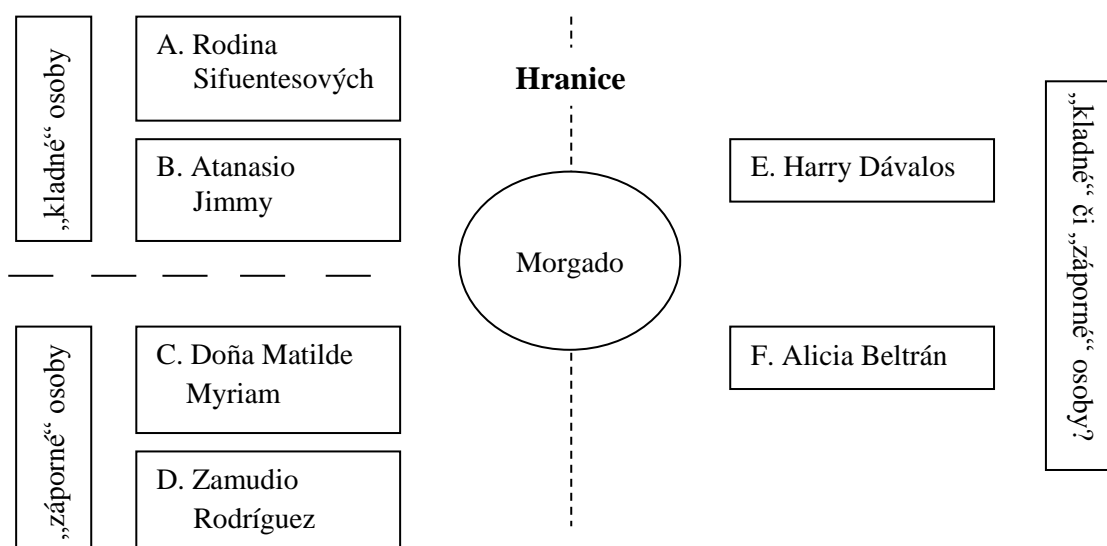 „kladné“ osoby
A. Rodina
Sifuentesových
B. Atanasio
Jimmy
„záporné“ osoby
C. Doña Matilde
Myriam
D. Zamudio
Rodríguez
Hranice
Morgado
E. Harry Dávalos
F. Alicia Beltrán
„kladné“ či „záporné“ osoby?